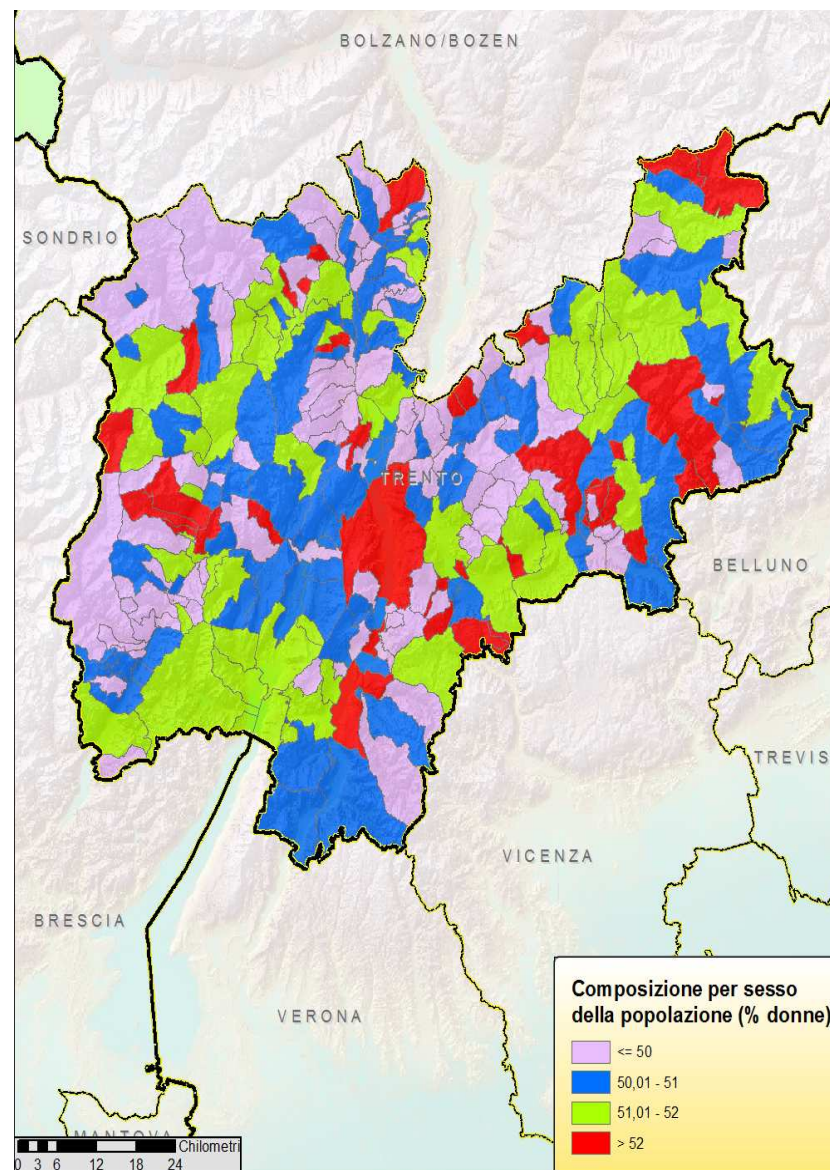 BOLZANO/BOZEN
SONDRIO
TRENTO
BELLUNO
TREVIS
VICENZA
BRESCIA
VERONA
MANTOVA
Composizione per sesso
della popolazione (% donne)
<= 50
50,01 - 51
51,01 - 52
> 52
Chilometri
0 3 6 12 18 24